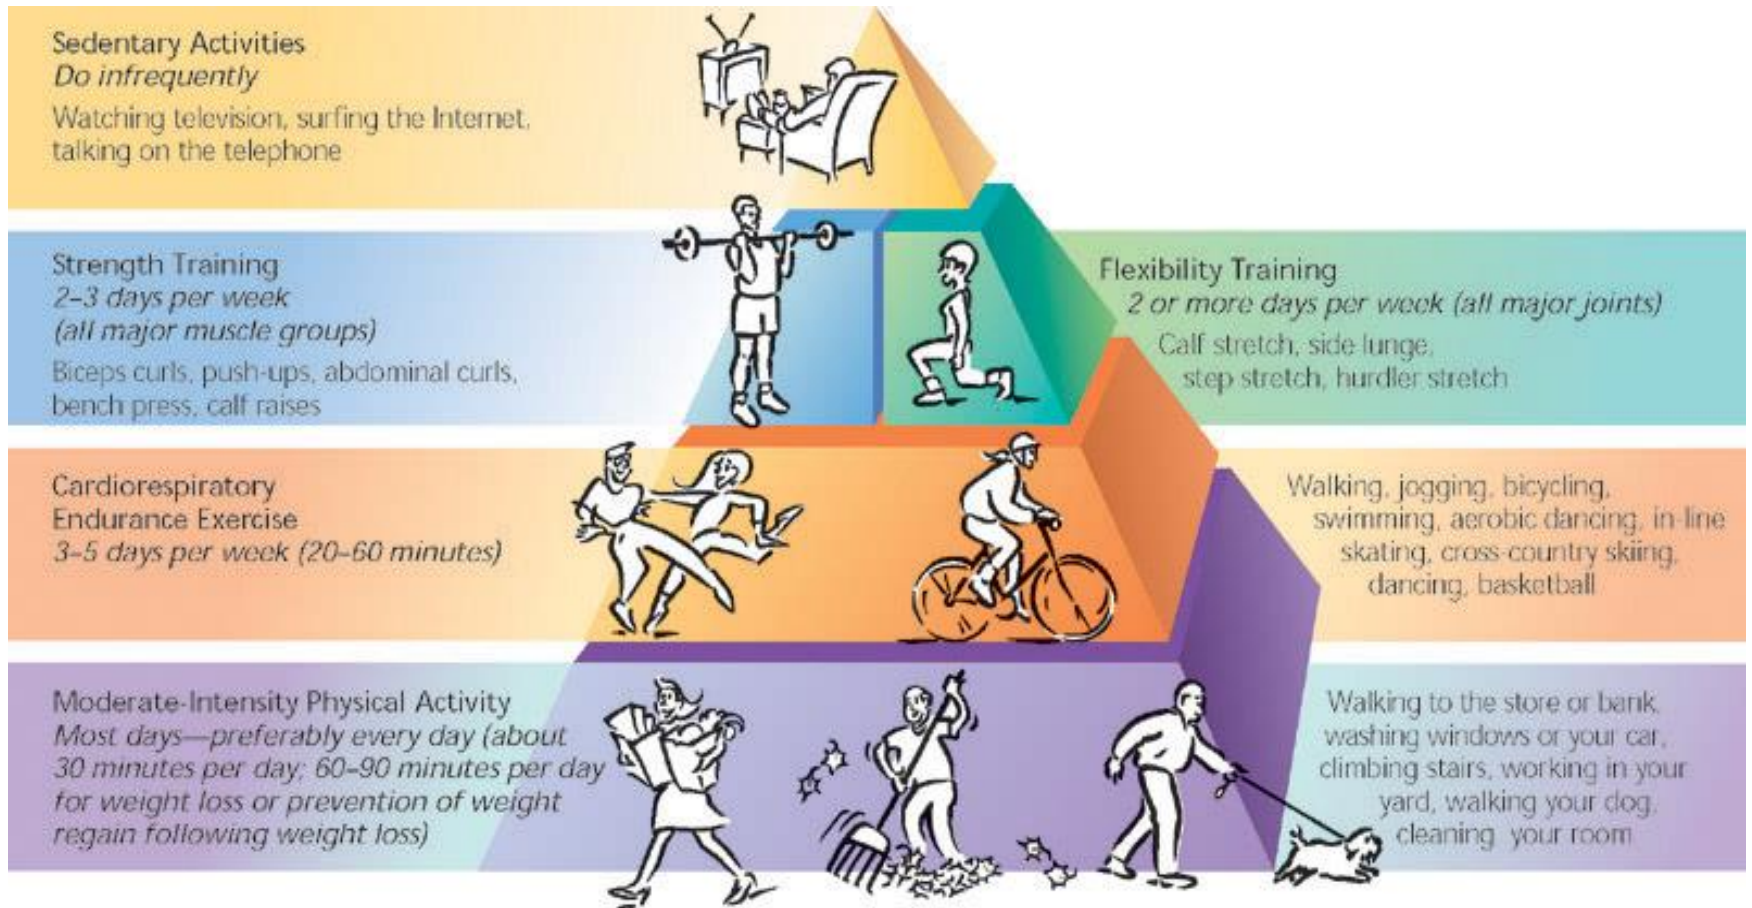 Sedentary Activities
Do infrequently
Watching television, surfing the Internet,
talking on the telephone
Strength Training
2–3 days per week
(all major muscle groups)
Biceps curls, push-ups, abdominal curls,
bench press, calf raises
Flexibility Training
2 or more days per week (all major joints)
Calf stretch, side lunge,
step stretch, hurdler stretch
Cardiorespiratory
Endurance Exercise
3–5 days per week (20–60 minutes)
Walking, jogging, bicycling,
swimming, aerobic dancing, in-line
skating, cross-country skiing,
dancing, basketball
Moderate-Intensity Physical Activity
Most days—preferably every day (about
30 minutes per day; 60–90 minutes per day
for weight loss or prevention of weight
regain following weight loss)
Walking to the store or bank,
washing windows or your car,
climbing stairs, working in your
yard, walking your dog,
cleaning your room